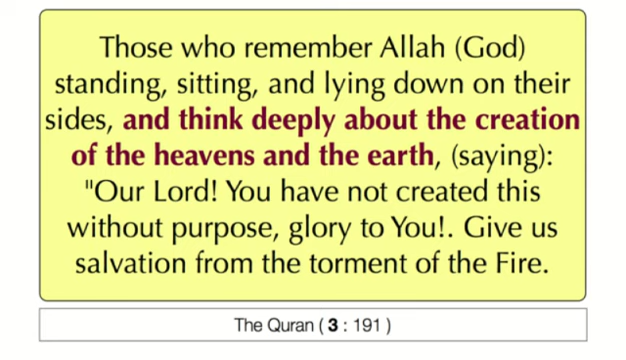 Those who remember Allah (God)
standing, sitting, and lying down on their
sides, and think deeply about the creation
of the heavens and the earth, (saying):
"Our Lord! You have not created this
without purpose, glory to You!. Give us
salvation from the torment of the Fire.
The Quran ( 3 : 191 )